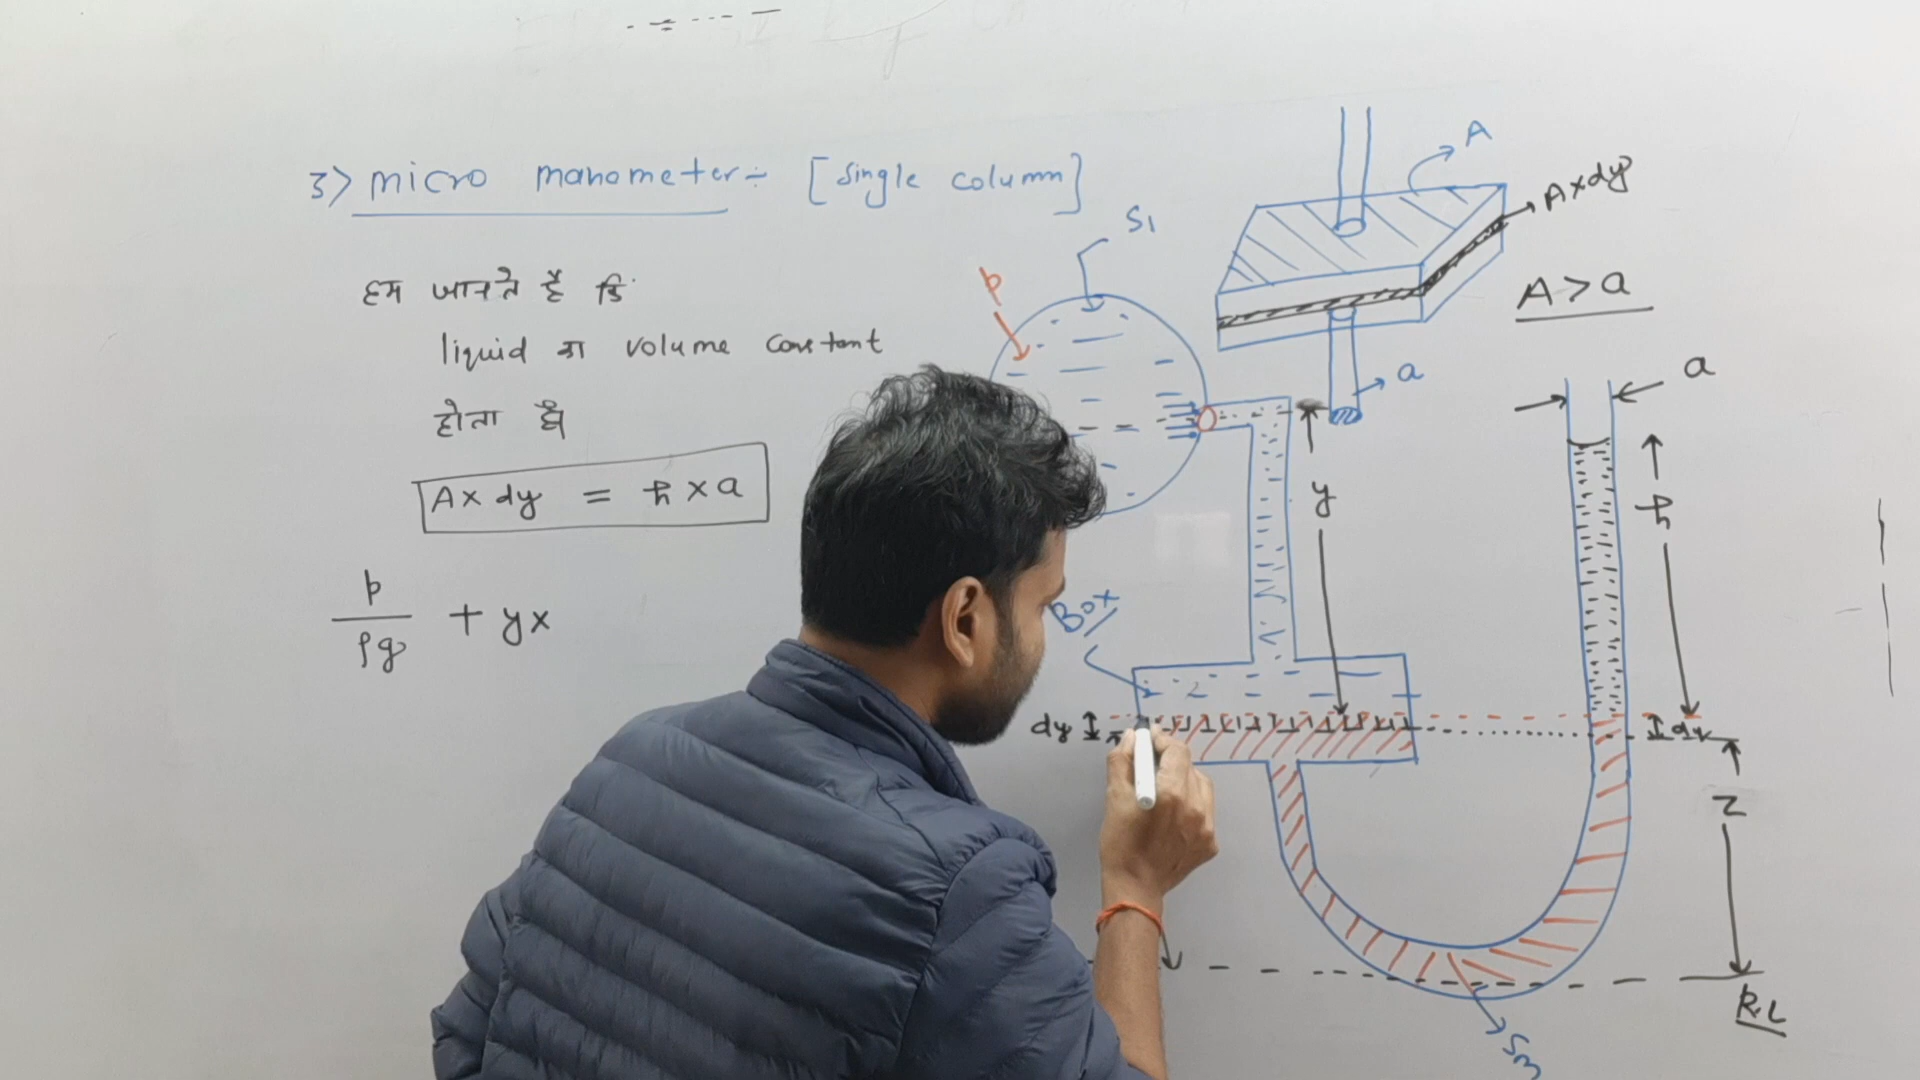 3> micro manometer÷ [single column]
हम जानते है कि
liquid का volume constant
होता है
A× dy = h × a
p
ρg
+ y×
S1
p
A
A×dy
A>a
a
a
y
h
Box
dy
dy
z
R.L
Sm